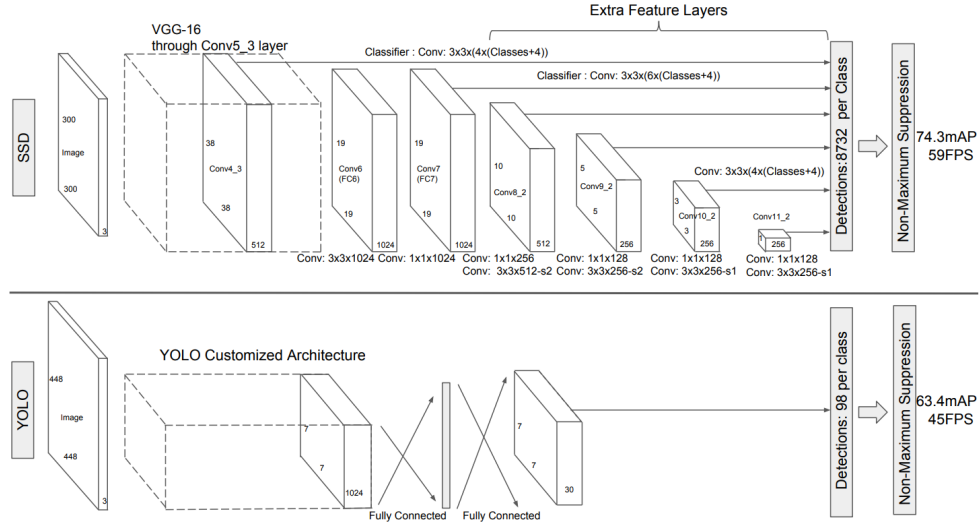 Extra Feature Layers
VGG-16
through Conv5_3 layer
Classifier : Conv: 3x3x(4x(Classes+4))
Classifier : Conv: 3x3x(6x(Classes+4))
SSD
300
Image
300
3
38
Conv4_3
38
512
19
Conv6
(FC6)
19
1024
19
Conv7
(FC7)
19
1024
10
Conv8_2
10
512
5
Conv9_2
5
256
Conv: 3x3x(4x(Classes+4))
3
Conv10_2
3
256
Conv11_2
1
256
Conv: 3x3x1024
Conv: 1x1x1024
Conv: 1x1x256
Conv: 3x3x512-s2
Conv: 1x1x128
Conv: 3x3x256-s2
Conv: 1x1x128
Conv: 3x3x256-s1
Conv: 1x1x128
Conv: 3x3x256-s1
Detections:8732 per Class
Non-Maximum Suppression
74.3mAP
59FPS
YOLO
448
Image
448
3
YOLO Customized Architecture
7
7
1024
Fully Connected
Fully Connected
7
7
30
Detections: 98 per class
Non-Maximum Suppression
63.4mAP
45FPS